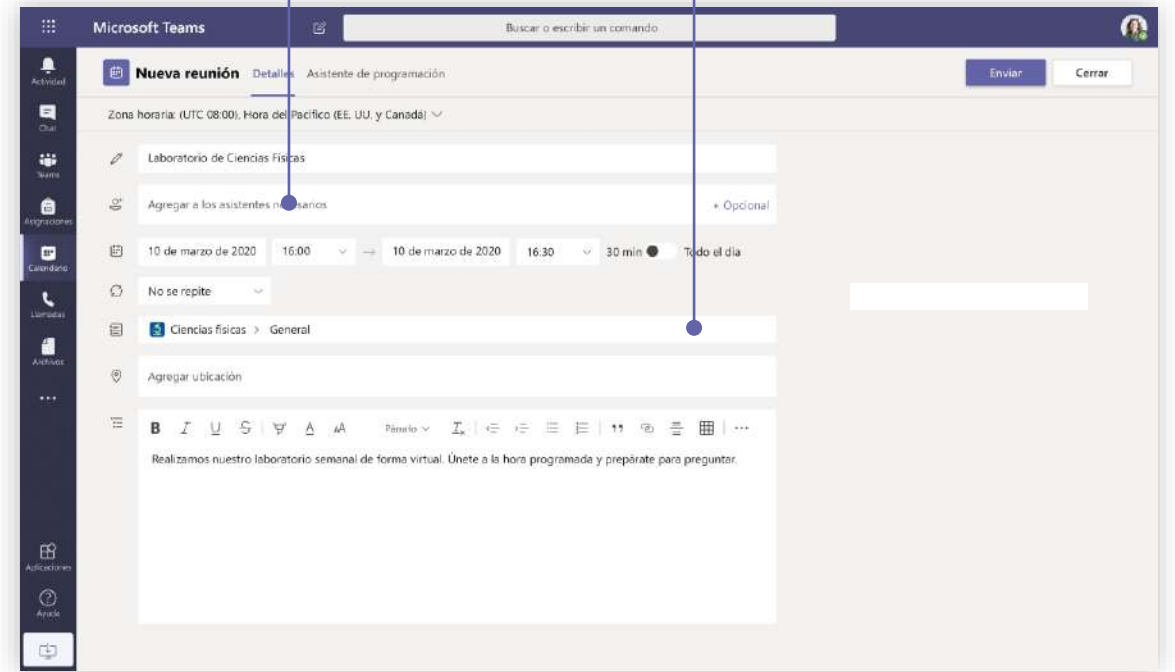 Microsoft Teams
Buscar o escribir un comando
Actividad
Chat
Teams
Asignaciones
Calendario
Llamadas
Archivos
Aplicaciones
Ayuda
Nueva reunión Detalles Asistente de programación
Enviar Cerrar
Zona horaria: (UTC 08:00), Hora del Pacífico (EE. UU. y Canadá)
Laboratorio de Ciencias Físicas
Agregar a los asistentes necesarios + Opcional
10 de marzo de 2020 16:00 → 10 de marzo de 2020 16:30 30 min Todo el día
No se repite
Ciencias físicas > General
Agregar ubicación
B I U S A AA Párrafo Ix
Realizamos nuestro laboratorio semanal de forma virtual. Únete a la hora programada y prepárate para preguntar.